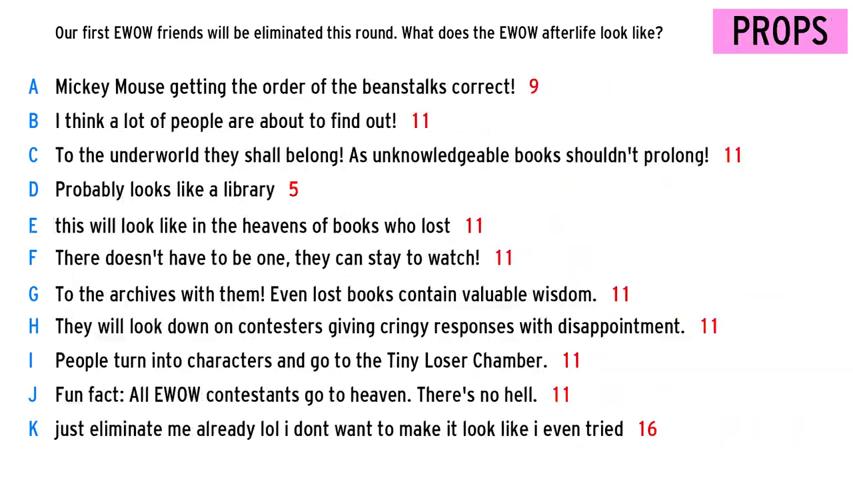 Our first EWOW friends will be eliminated this round. What does the EWOW afterlife look like?
PROPS
A Mickey Mouse getting the order of the beanstalks correct! 9
B I think a lot of people are about to find out! 11
C To the underworld they shall belong! As unknowledgeable books shouldn't prolong! 11
D Probably looks like a library 5
E this will look like in the heavens of books who lost 11
F There doesn't have to be one, they can stay to watch! 11
G To the archives with them! Even lost books contain valuable wisdom. 11
H They will look down on contesters giving cringy responses with disappointment. 11
I People turn into characters and go to the Tiny Loser Chamber. 11
J Fun fact: All EWOW contestants go to heaven. There's no hell. 11
K just eliminate me already lol i dont want to make it look like i even tried 16